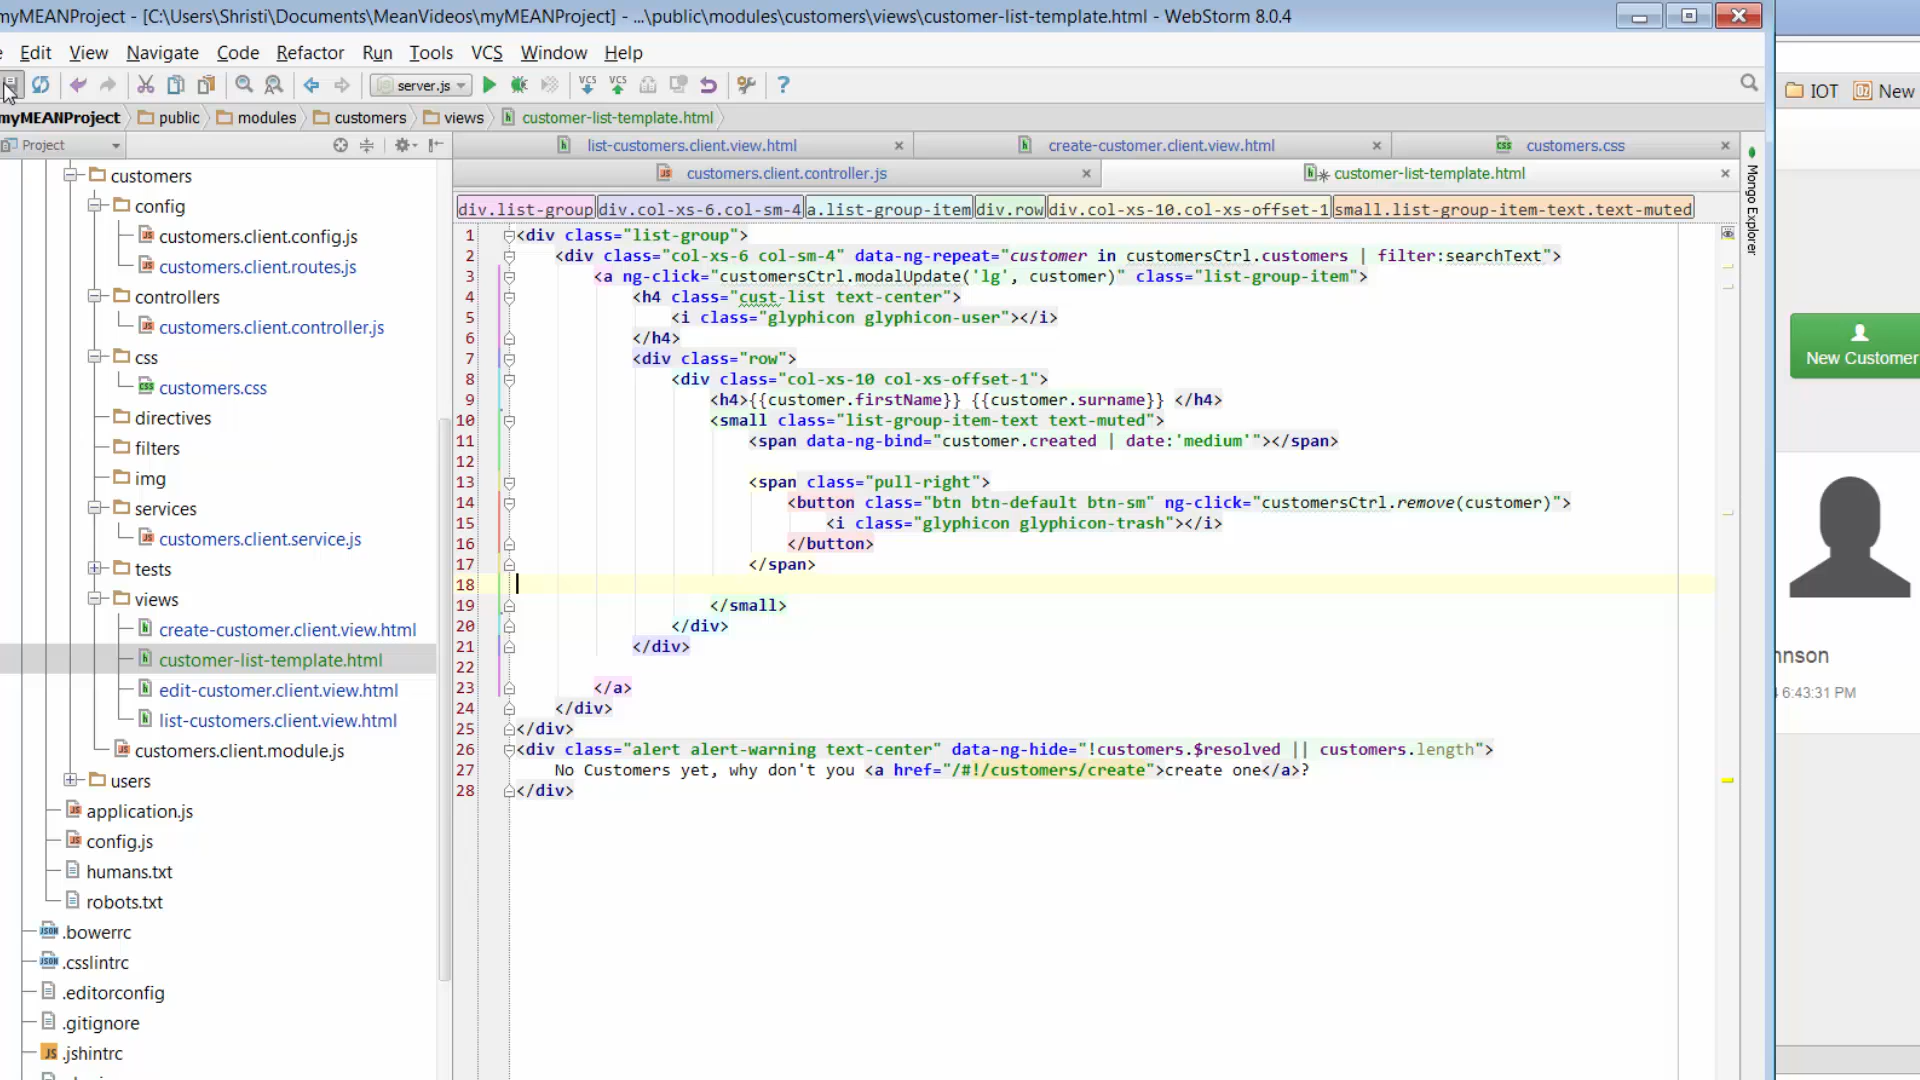 myMEANProject - [C:\Users\Shristi\Documents\MeanVideos\myMEANProject] - ...\public\modules\customers\views\customer-list-template.html - WebStorm 8.0.4
Edit View Navigate Code Refactor Run Tools VCS Window Help
server.js
myMEANProject public modules customers views customer-list-template.html
Project
customers
config
customers.client.config.js
customers.client.routes.js
controllers
customers.client.controller.js
css
customers.css
directives
filters
img
services
customers.client.service.js
tests
views
create-customer.client.view.html
customer-list-template.html
edit-customer.client.view.html
list-customers.client.view.html
customers.client.module.js
users
application.js
config.js
humans.txt
robots.txt
.bowerrc
.csslintrc
.editorconfig
.gitignore
.jshintrc
list-customers.client.view.html create-customer.client.view.html customers.css
customers.client.controller.js customer-list-template.html
div.list-group div.col-xs-6.col-sm-4 a.list-group-item div.row div.col-xs-10.col-xs-offset-1 small.list-group-item-text.text-muted
1 <div class="list-group">
2 <div class="col-xs-6 col-sm-4" data-ng-repeat="customer in customersCtrl.customers | filter:searchText">
3 <a ng-click="customersCtrl.modalUpdate('lg', customer)" class="list-group-item">
4 <h4 class="cust-list text-center">
5 <i class="glyphicon glyphicon-user"></i>
6 </h4>
7 <div class="row">
8 <div class="col-xs-10 col-xs-offset-1">
9 <h4>{{customer.firstName}} {{customer.surname}} </h4>
10 <small class="list-group-item-text text-muted">
11 <span data-ng-bind="customer.created | date:'medium'"></span>
12
13 <span class="pull-right">
14 <button class="btn btn-default btn-sm" ng-click="customersCtrl.remove(customer)">
15 <i class="glyphicon glyphicon-trash"></i>
16 </button>
17 </span>
18
19 </small>
20 </div>
21 </div>
22
23 </a>
24 </div>
25 </div>
26 <div class="alert alert-warning text-center" data-ng-hide="!customers.$resolved || customers.length">
27 No Customers yet, why don't you <a href="/#!/customers/create">create one</a>?
28 </div>
Mongo Explorer
IOT New
New Customer
nnson
6:43:31 PM